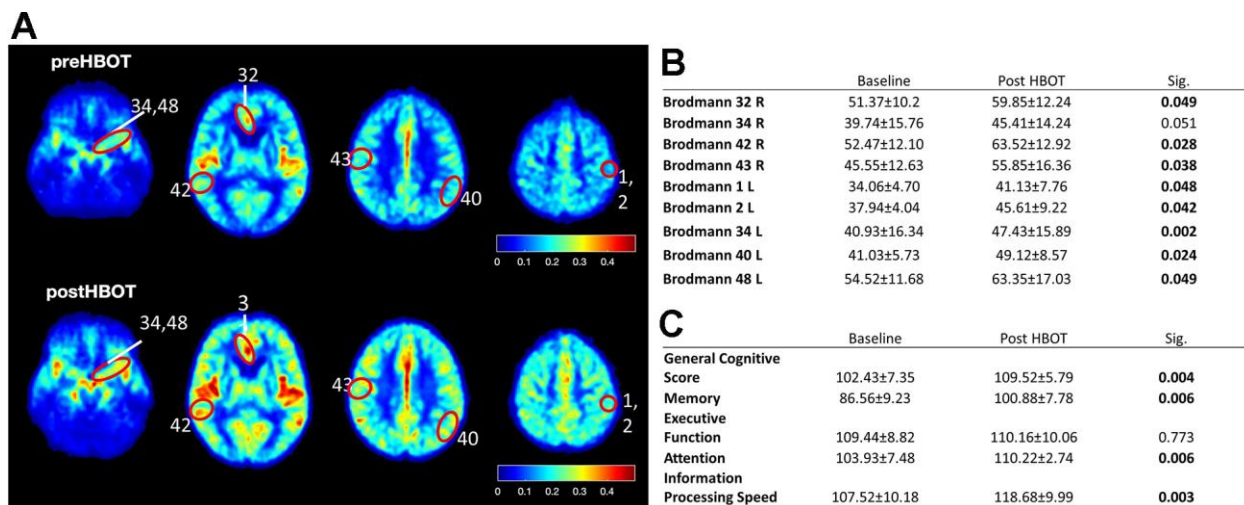 A
preHBOT
34,48
32
42
43
40
1,
2
0 0.1 0.2 0.3 0.4
postHBOT
34,48
3
42
43
40
1,
2
0 0.1 0.2 0.3 0.4
B
Baseline Post HBOT Sig.
Brodmann 32 R 51.37±10.2 59.85±12.24 0.049
Brodmann 34 R 39.74±15.76 45.41±14.24 0.051
Brodmann 42 R 52.47±12.10 63.52±12.92 0.028
Brodmann 43 R 45.55±12.63 55.85±16.36 0.038
Brodmann 1 L 34.06±4.70 41.13±7.76 0.048
Brodmann 2 L 37.94±4.04 45.61±9.22 0.042
Brodmann 34 L 40.93±16.34 47.43±15.89 0.002
Brodmann 40 L 41.03±5.73 49.12±8.57 0.024
Brodmann 48 L 54.52±11.68 63.35±17.03 0.049
C
Baseline Post HBOT Sig.
General Cognitive
Score 102.43±7.35 109.52±5.79 0.004
Memory 86.56±9.23 100.88±7.78 0.006
Executive
Function 109.44±8.82 110.16±10.06 0.773
Attention 103.93±7.48 110.22±2.74 0.006
Information
Processing Speed 107.52±10.18 118.68±9.99 0.003